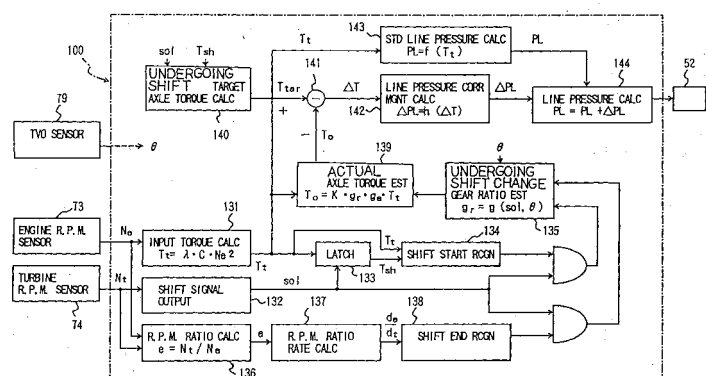 100
79
TVO SENSOR
θ
73
ENGINE R.P.M.
SENSOR
TURBINE
R.P.M. SENSOR
74
Ne
Nt
sol Tsh
UNDERGOING
SHIFT TARGET
AXLE TORQUE CALC
140
Ttar
+
141
−
−
ΔT
To
Tt
143
STD LINE PRESSURE CALC
PL=f (Tt)
PL
LINE PRESSURE CORR
MGNT CALC
142
ΔPL=h (ΔT)
ΔPL
144
LINE PRESSURE CALC
PL = PL +ΔPL
52
139
ACTUAL
AXLE TORQUE EST
To = K・gr・ge・Tt
θ
UNDERGOING
SHIFT CHANGE
GEAR RATIO EST
gr = g (sol, θ)
135
131
INPUT TORQUE CALC
Tt= λ・C・Ne2
Tt
LATCH
133
Tt
Tsh
134
SHIFT START RCGN
SHIFT SIGNAL
OUTPUT
132
sol
R.P.M. RATIO CALC
e = Nt / Ne
136
e
137
R.P.M. RATIO
RATE CALC
de
dt
138
SHIFT END RCGN